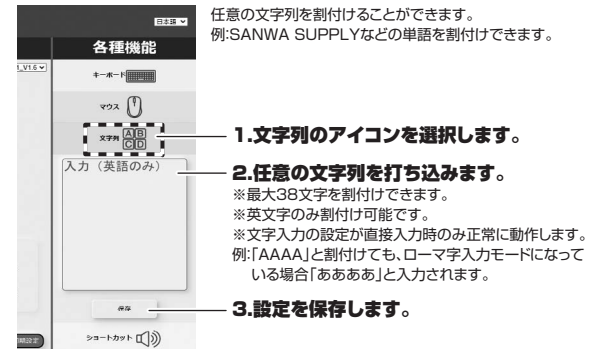 日本語
任意の文字列を割付けることができます。
例:SANWA SUPPLYなどの単語を割付けできます。
各種機能
1_V1.6
キーボード
マウス
文字列
A B
C D
1.文字列のアイコンを選択します。
入力（英語のみ）
2.任意の文字列を打ち込みます。
※最大38文字を割付けできます。
※英文字のみ割付け可能です。
※文字入力の設定が直接入力時のみ正常に動作します。
例:「AAAA」と割付けても、ローマ字入力モードになって
いる場合「ああああ」と入力されます。
保存
3.設定を保存します。
期設定
ショートカット